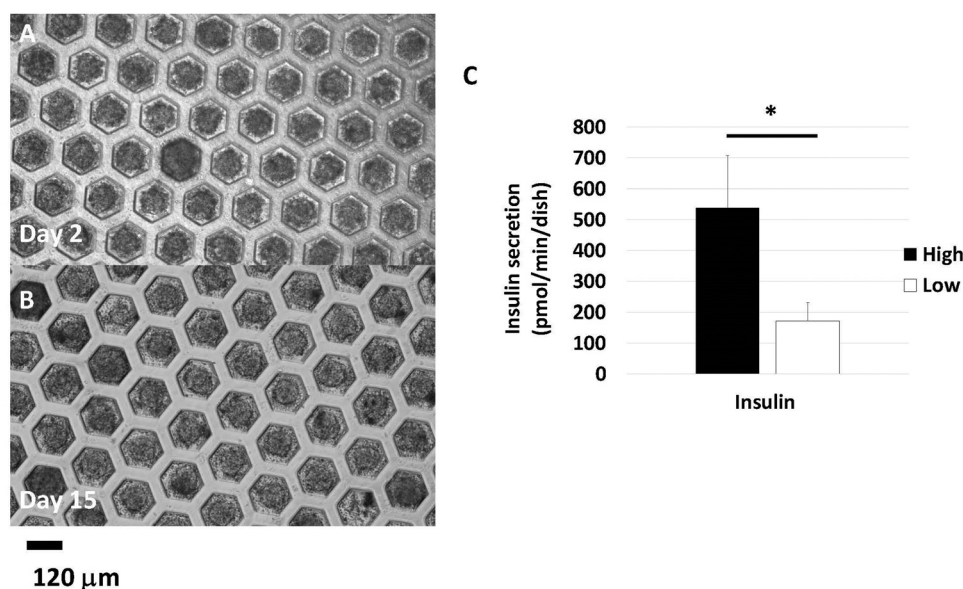 A
Day 2
B
Day 15
120 μm
C
*
Insulin secretion
(pmol/min/dish)
800
700
600
500
400
300
200
100
0
Insulin
High
Low